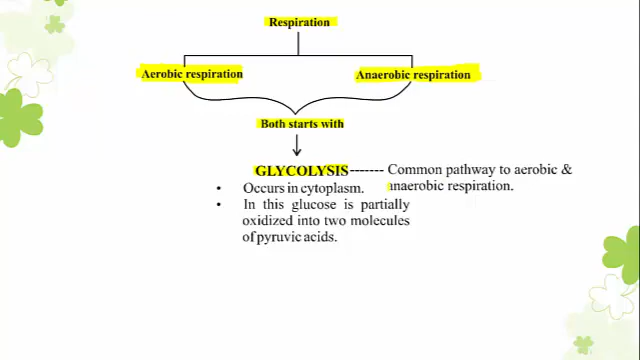 Respiration
Aerobic respiration
Anaerobic respiration
Both starts with
GLYCOLYSIS------- Common pathway to aerobic &
anaerobic respiration.
• Occurs in cytoplasm.
• In this glucose is partially
oxidized into two molecules
of pyruvic acids.